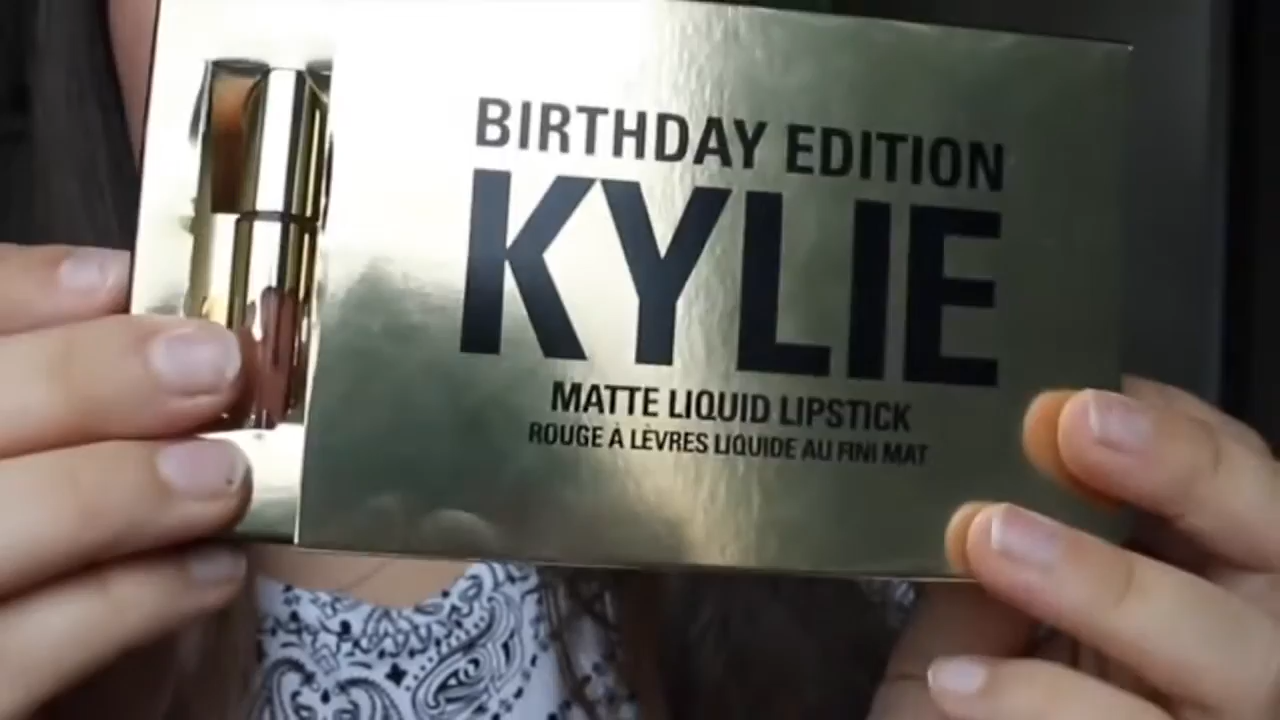 BIRTHDAY EDITION
KYLIE
MATTE LIQUID LIPSTICK
ROUGE À LÈVRES LIQUIDE AU FINI MAT